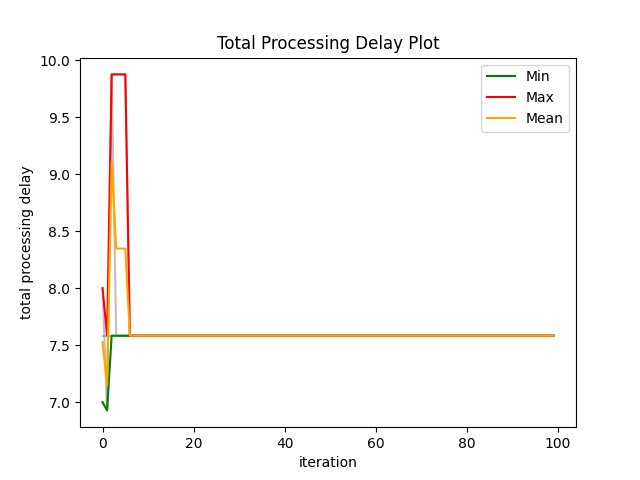 Total Processing Delay Plot
10.0
9.5
9.0
8.5
8.0
7.5
7.0
total processing delay
0
20
40
60
80
100
iteration
Min
Max
Mean